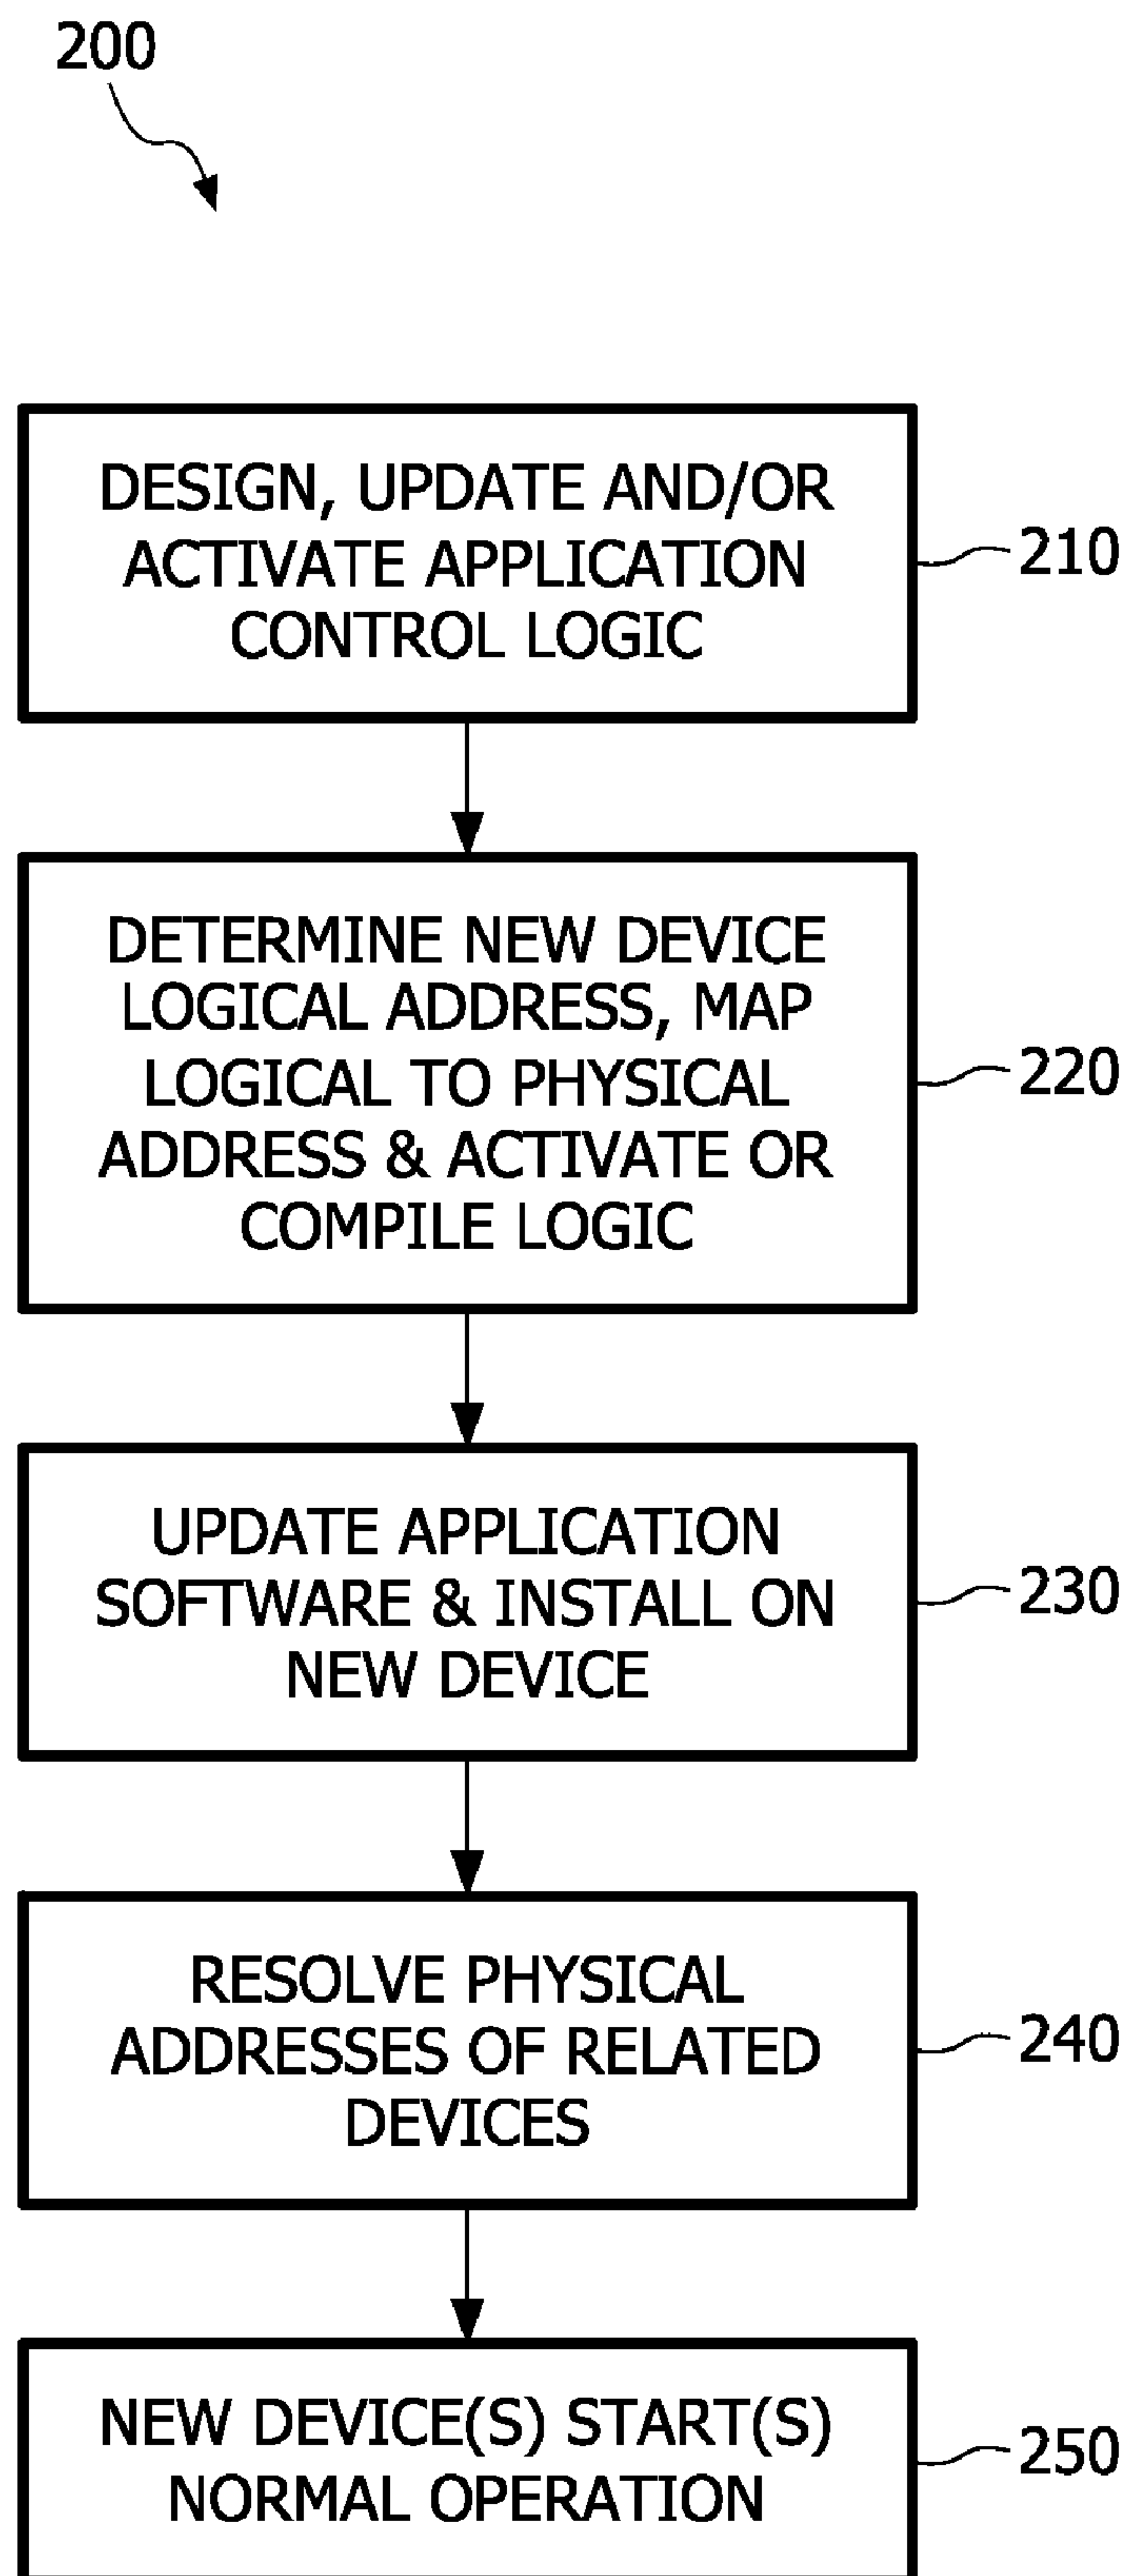 200
DESIGN, UPDATE AND/OR
ACTIVATE APPLICATION
CONTROL LOGIC
210
DETERMINE NEW DEVICE
LOGICAL ADDRESS, MAP
LOGICAL TO PHYSICAL
ADDRESS & ACTIVATE OR
COMPILE LOGIC
220
UPDATE APPLICATION
SOFTWARE & INSTALL ON
NEW DEVICE
230
RESOLVE PHYSICAL
ADDRESSES OF RELATED
DEVICES
240
NEW DEVICE(S) START(S)
NORMAL OPERATION
250